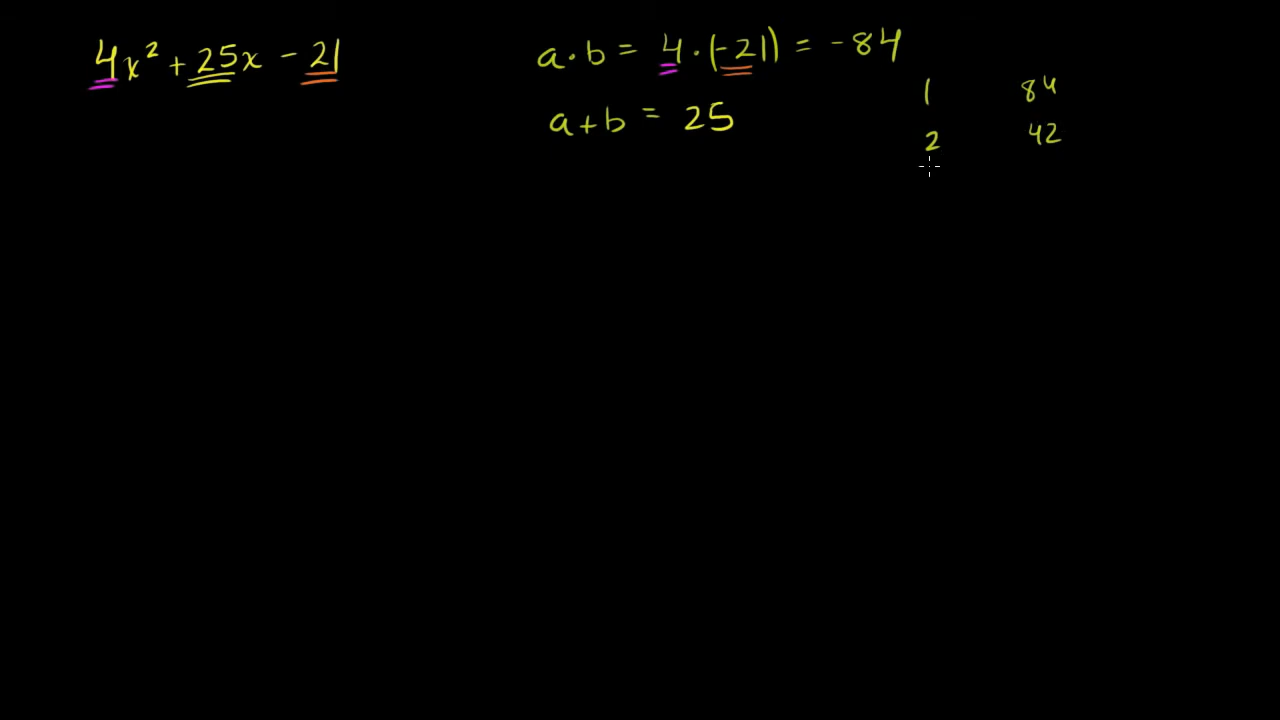 4x² + 25x - 21
a·b = 4·(-21) = -84
a+b = 25
1 84
2 42